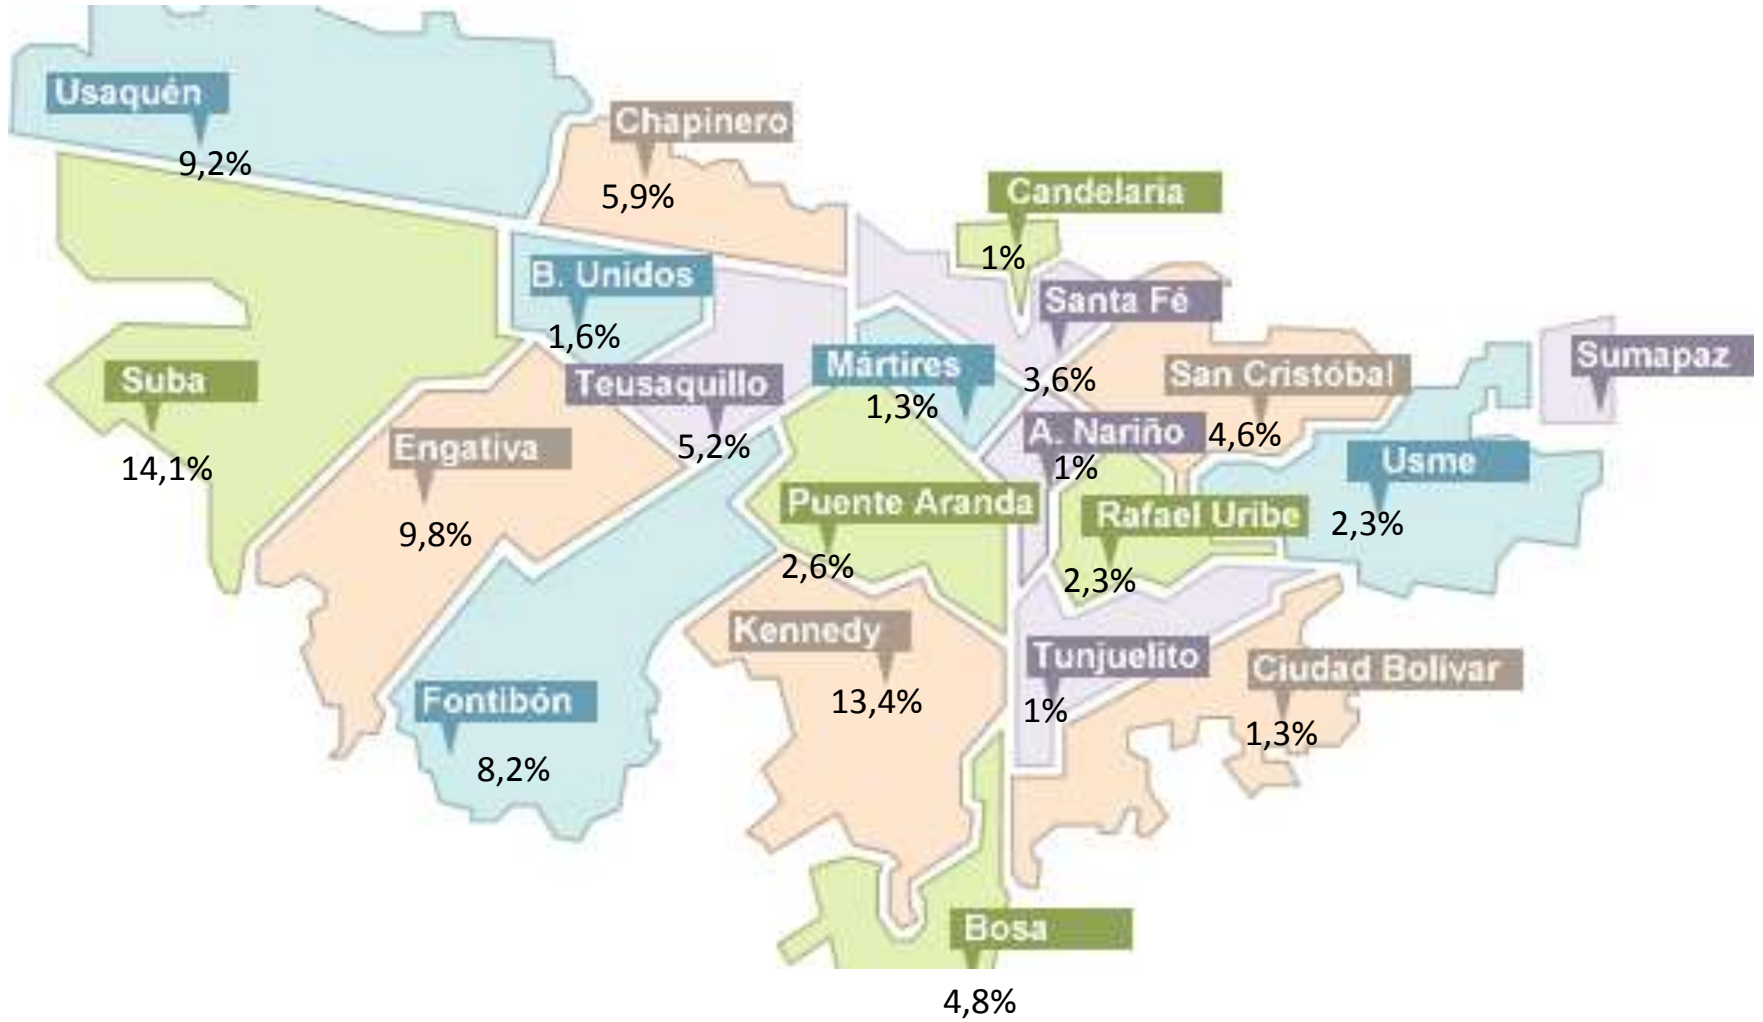 Usaquén
9,2%
Chapinero
5,9%
Candelaria
1%
B. Unidos
1,6%
Santa Fé
3,6%
Mártires
1,3%
San Cristóbal
4,6%
Sumapaz
Suba
14,1%
Teusaquillo
5,2%
Engativa
9,8%
A. Nariño
1%
Usme
2,3%
Puente Aranda
2,6%
Rafael Uribe
2,3%
Kennedy
13,4%
Tunjuelito
1%
Ciudad Bolívar
1,3%
Fontibón
8,2%
Bosa
4,8%